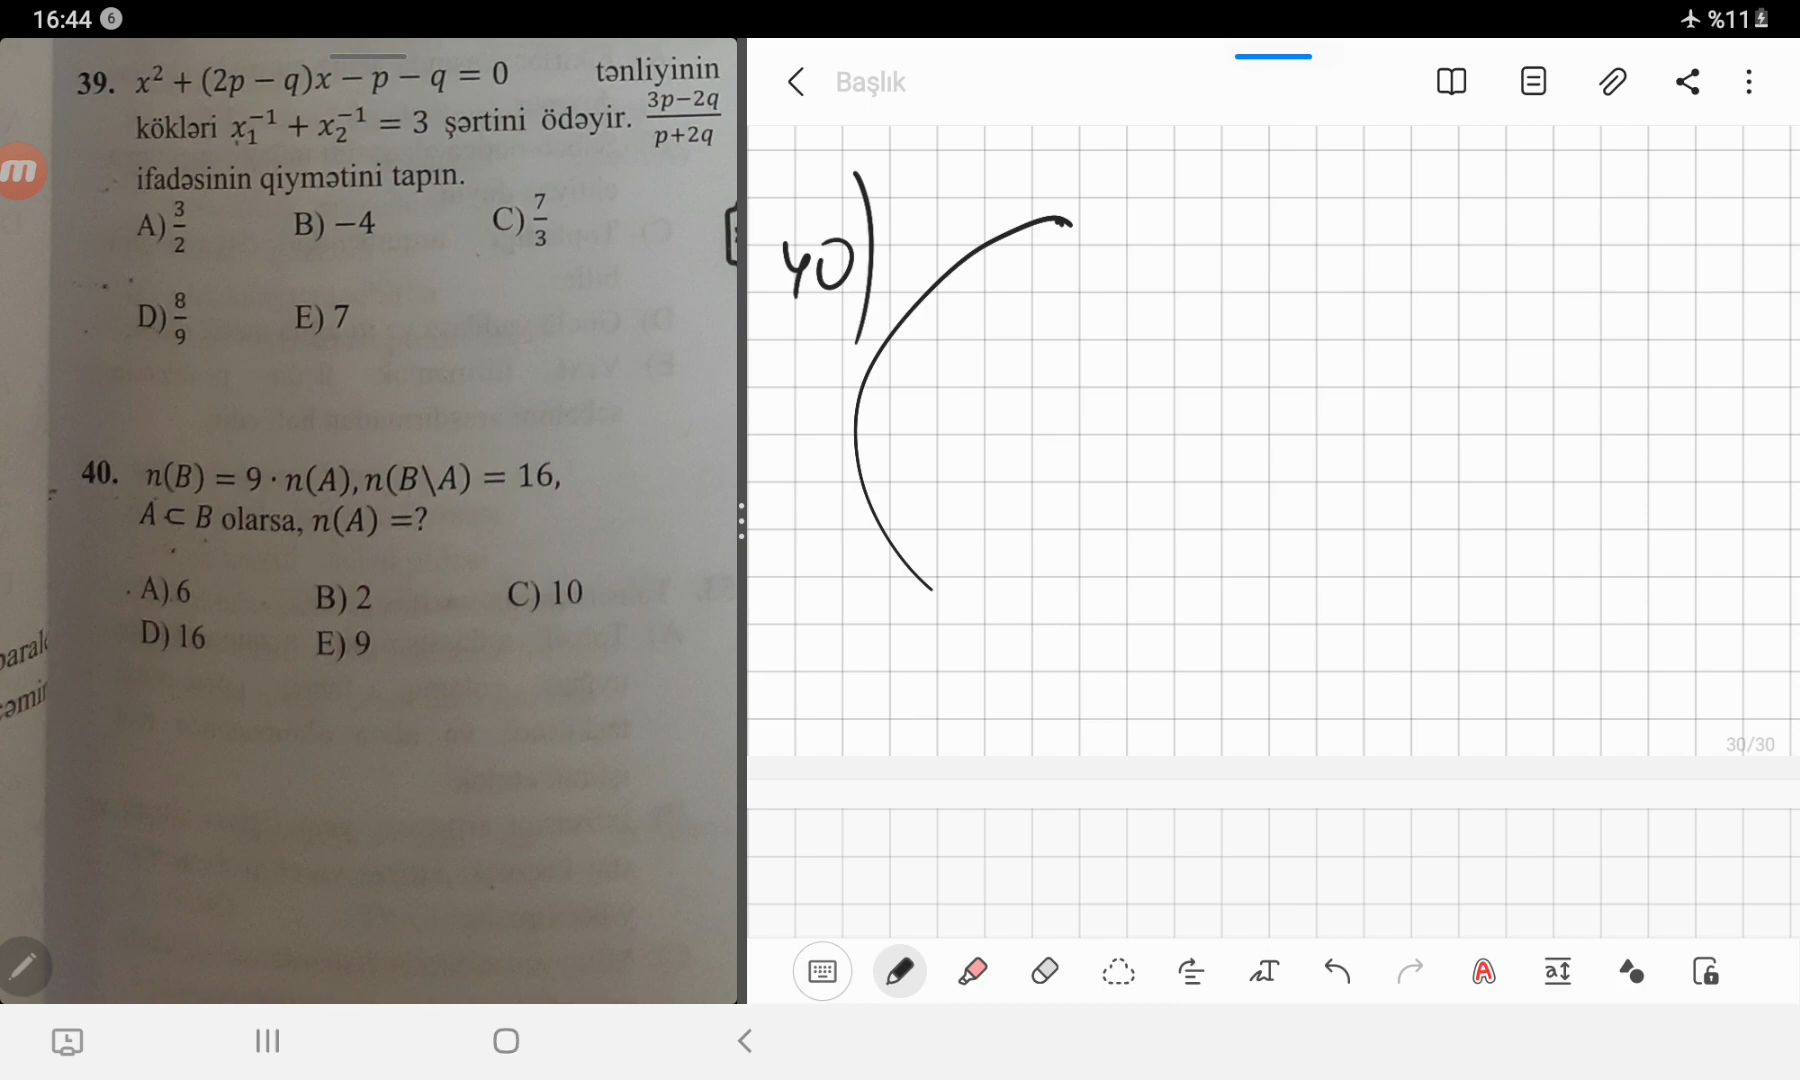 16:44 6
%11
39. x² + (2p − q)x − p − q = 0 tənliyinin
kökləri x₁⁻¹ + x₂⁻¹ = 3 şərtini ödəyir. (3p−2q)/(p+2q)
ifadəsinin qiymətini tapın.
A) 3/2 B) −4 C) 7/3
D) 8/9 E) 7
40. n(B) = 9 · n(A), n(B\A) = 16,
A ⊂ B olarsa, n(A) =?
A) 6 B) 2 C) 10
D) 16 E) 9
Başlık
40)
30/30